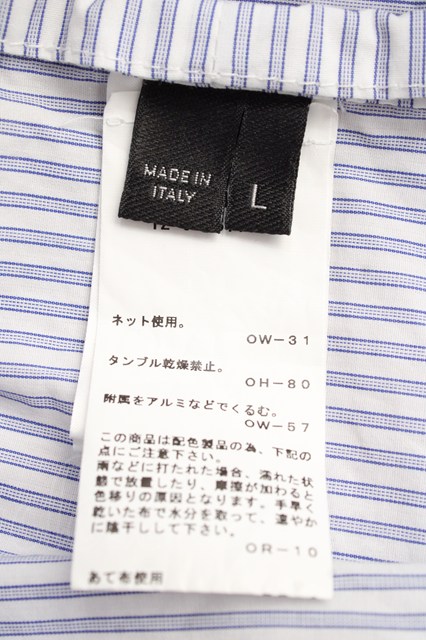 MADE IN
ITALY
L
ネット使用。
OW-31
タンブル乾燥禁止。
OH-80
附属をアルミなどでくるむ。
OW-57
この商品は配色製品の為、下記の
点にご注意下さい。
雨などに打たれた場合、濡れた状
態で放置したり、摩擦が加わると
色移りの原因となります。手早く
乾いた布で水分を取って、速やか
に陰干しして下さい。
OR-10
あて布使用